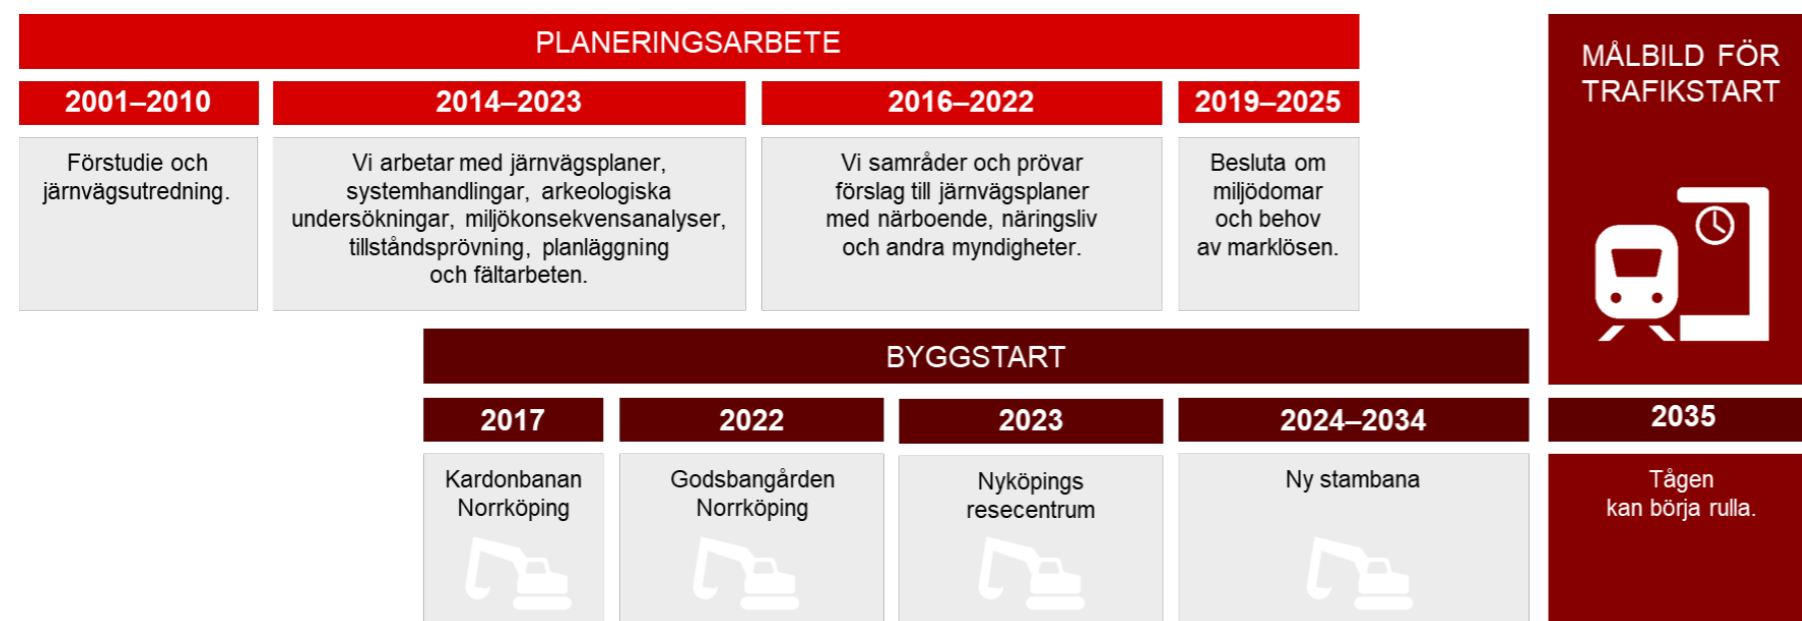 PLANERINGSARBETE
2001–2010
Förstudie och
järnvägsutredning.
2014–2023
Vi arbetar med järnvägsplaner,
systemhandlingar, arkeologiska
undersökningar, miljökonsekvensanalyser,
tillståndsprövning, planläggning
och fältarbeten.
2016–2022
Vi samråder och prövar
förslag till järnvägsplaner
med närboende, näringsliv
och andra myndigheter.
2019–2025
Besluta om
miljödomar
och behov
av marklösen.
MÅLBILD FÖR
TRAFIKSTART
BYGGSTART
2017
Kardonbanan
Norrköping
2022
Godsbangården
Norrköping
2023
Nyköpings
resecentrum
2024–2034
Ny stambana
2035
Tågen
kan börja rulla.